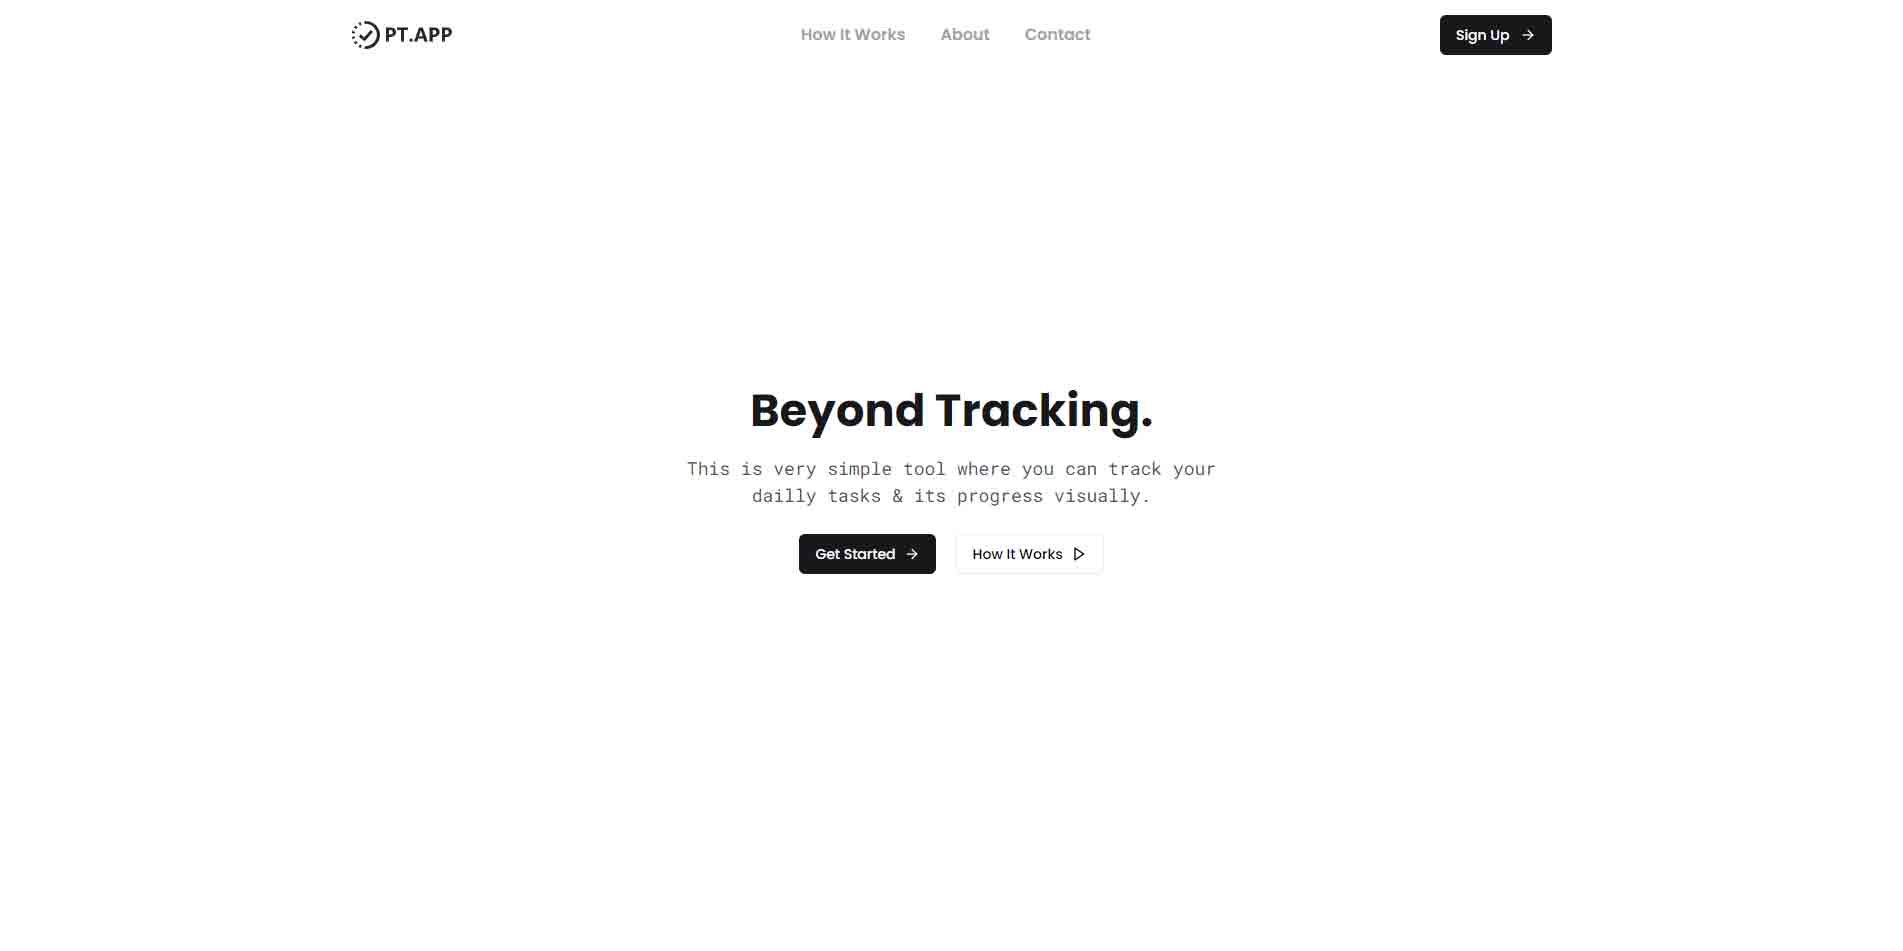 PT.APP
How It Works
About
Contact
Sign Up
Beyond Tracking.
This is very simple tool where you can track your
dailly tasks & its progress visually.
Get Started
How It Works